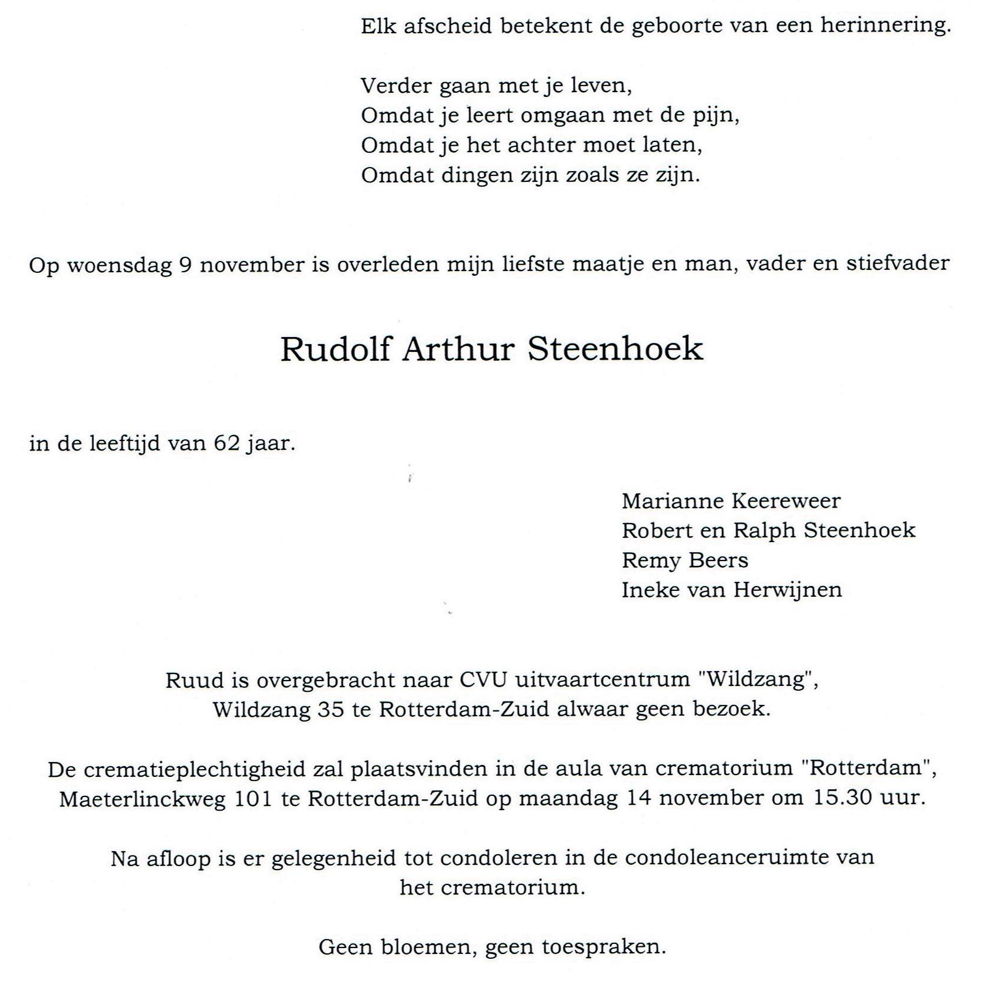 Elk afscheid betekent de geboorte van een herinnering.
Verder gaan met je leven,
Omdat je leert omgaan met de pijn,
Omdat je het achter moet laten,
Omdat dingen zijn zoals ze zijn.
Op woensdag 9 november is overleden mijn liefste maatje en man, vader en stiefvader
Rudolf Arthur Steenhoek
in de leeftijd van 62 jaar.
Marianne Keereweer
Robert en Ralph Steenhoek
Remy Beers
Ineke van Herwijnen
Ruud is overgebracht naar CVU uitvaartcentrum "Wildzang",
Wildzang 35 te Rotterdam-Zuid alwaar geen bezoek.
De crematieplechtigheid zal plaatsvinden in de aula van crematorium "Rotterdam",
Maeterlinckweg 101 te Rotterdam-Zuid op maandag 14 november om 15.30 uur.
Na afloop is er gelegenheid tot condoleren in de condoleanceruimte van
het crematorium.
Geen bloemen, geen toespraken.